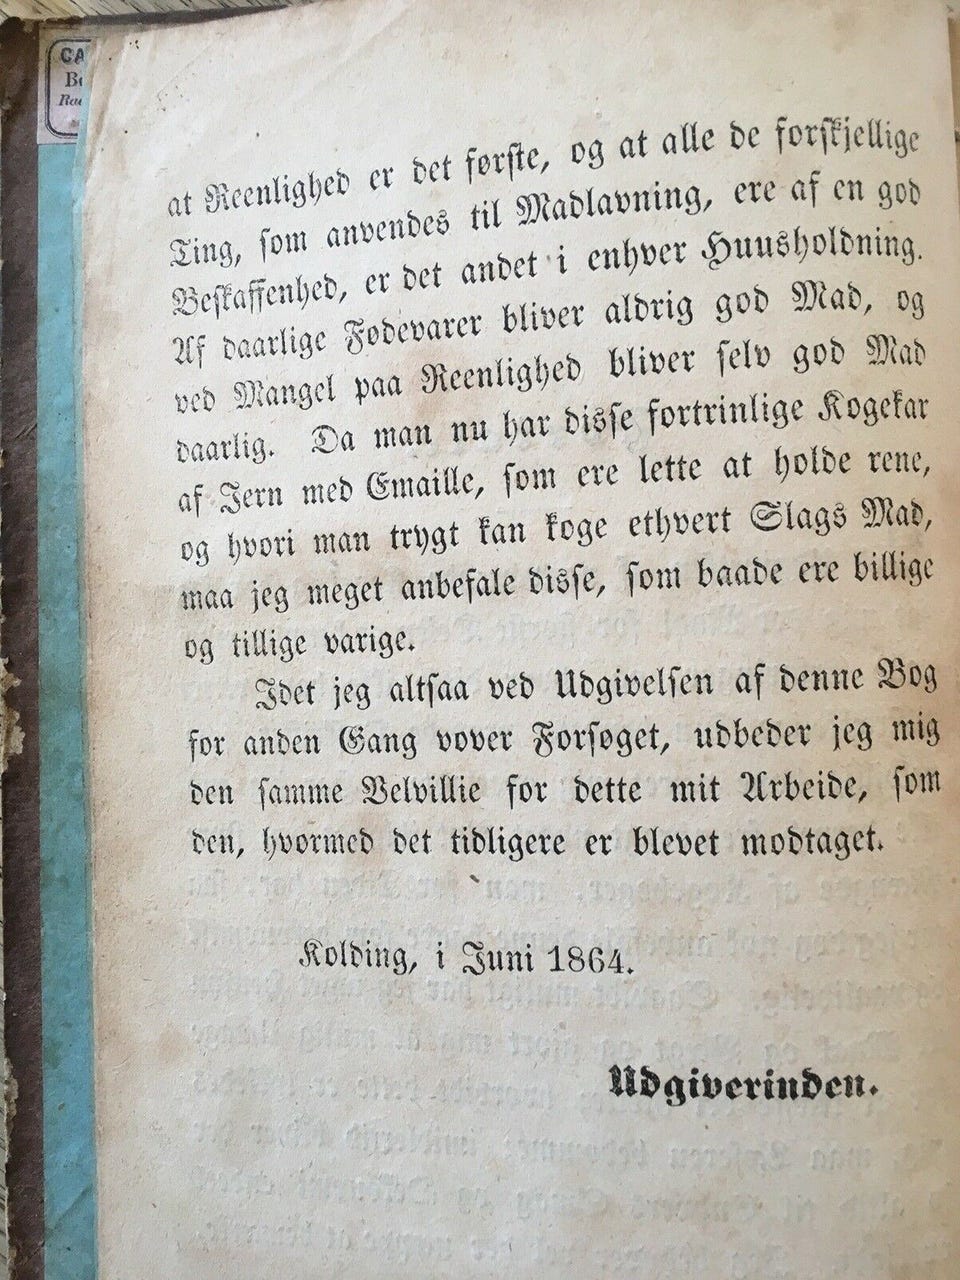 at Reenlighed er det første, og at alle de forskjellige
Ting, som anvendes til Madlavning, ere af en god
Beskaffenhed, er det andet i enhver Huusholdning.
Af daarlige Fødevarer bliver aldrig god Mad, og
ved Mangel paa Reenlighed bliver selv god Mad
daarlig. Da man nu har disse fortrinlige Kogekar
af Jern med Emaille, som ere lette at holde rene,
og hvori man trygt kan koge ethvert Slags Mad,
maa jeg meget anbefale disse, som baade ere billige
og tillige varige.
Idet jeg altsaa ved Udgivelsen af denne Bog
for anden Gang vover Forsøget, udbeder jeg mig
den samme Velvillie for dette mit Arbeide, som
den, hvormed det tidligere er blevet modtaget.
Kolding, i Juni 1864.
Udgiverinden.